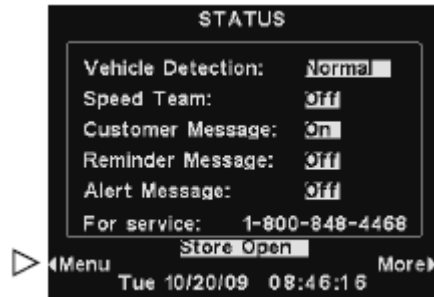 STATUS
Vehicle Detection: Normal
Speed Team: Off
Customer Message: On
Reminder Message: Off
Alert Message: Off
For service: 1-800-848-4468
Store Open
Menu More
Tue 10/20/09 08:46:16